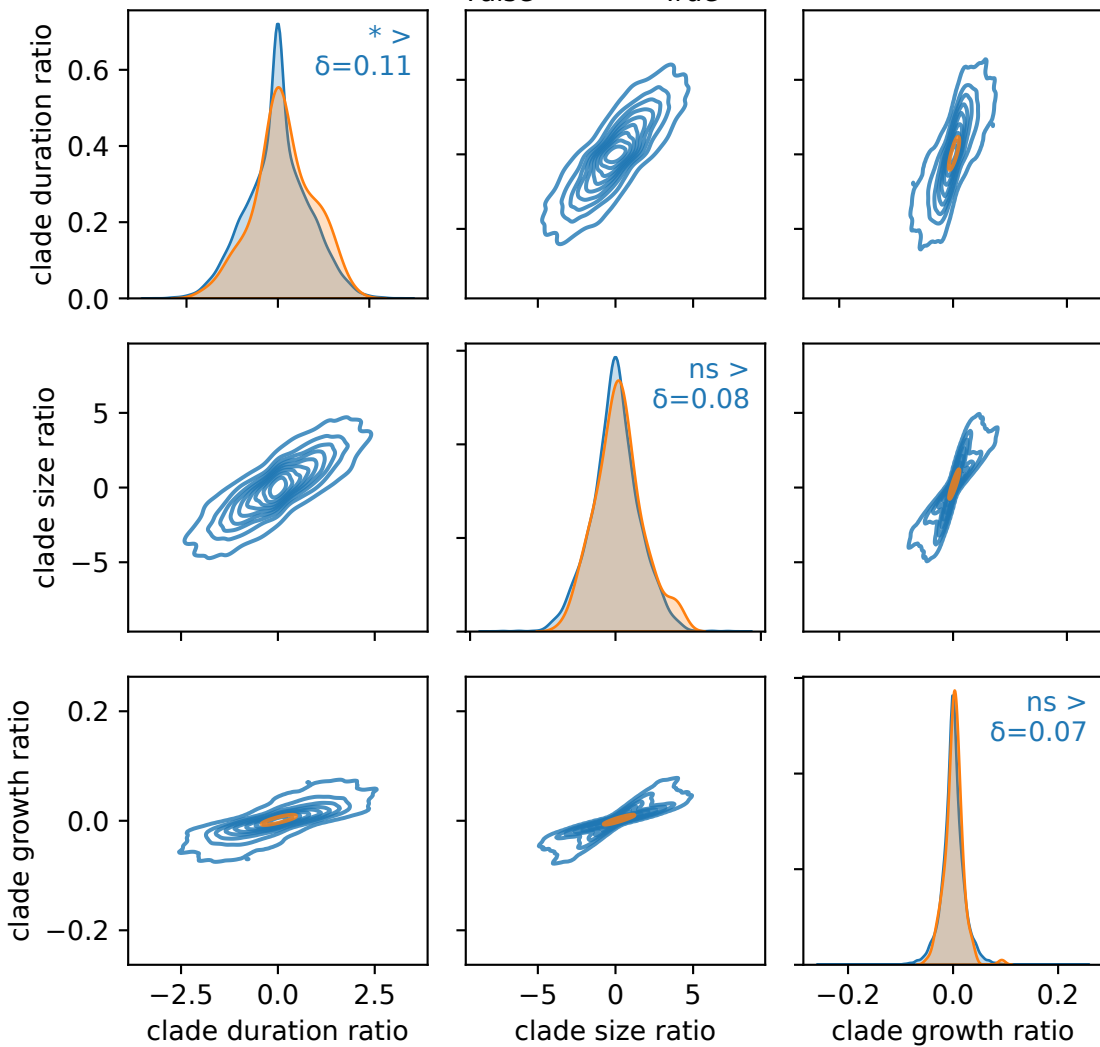 * >
δ=0.11
clade duration ratio
0.6
0.4
0.2
0.0
ns >
δ=0.08
clade size ratio
5
0
−5
ns >
δ=0.07
clade growth ratio
0.2
0.0
−0.2
−2.5 0.0 2.5
−5 0 5
−0.2 0.0 0.2
clade duration ratio
clade size ratio
clade growth ratio